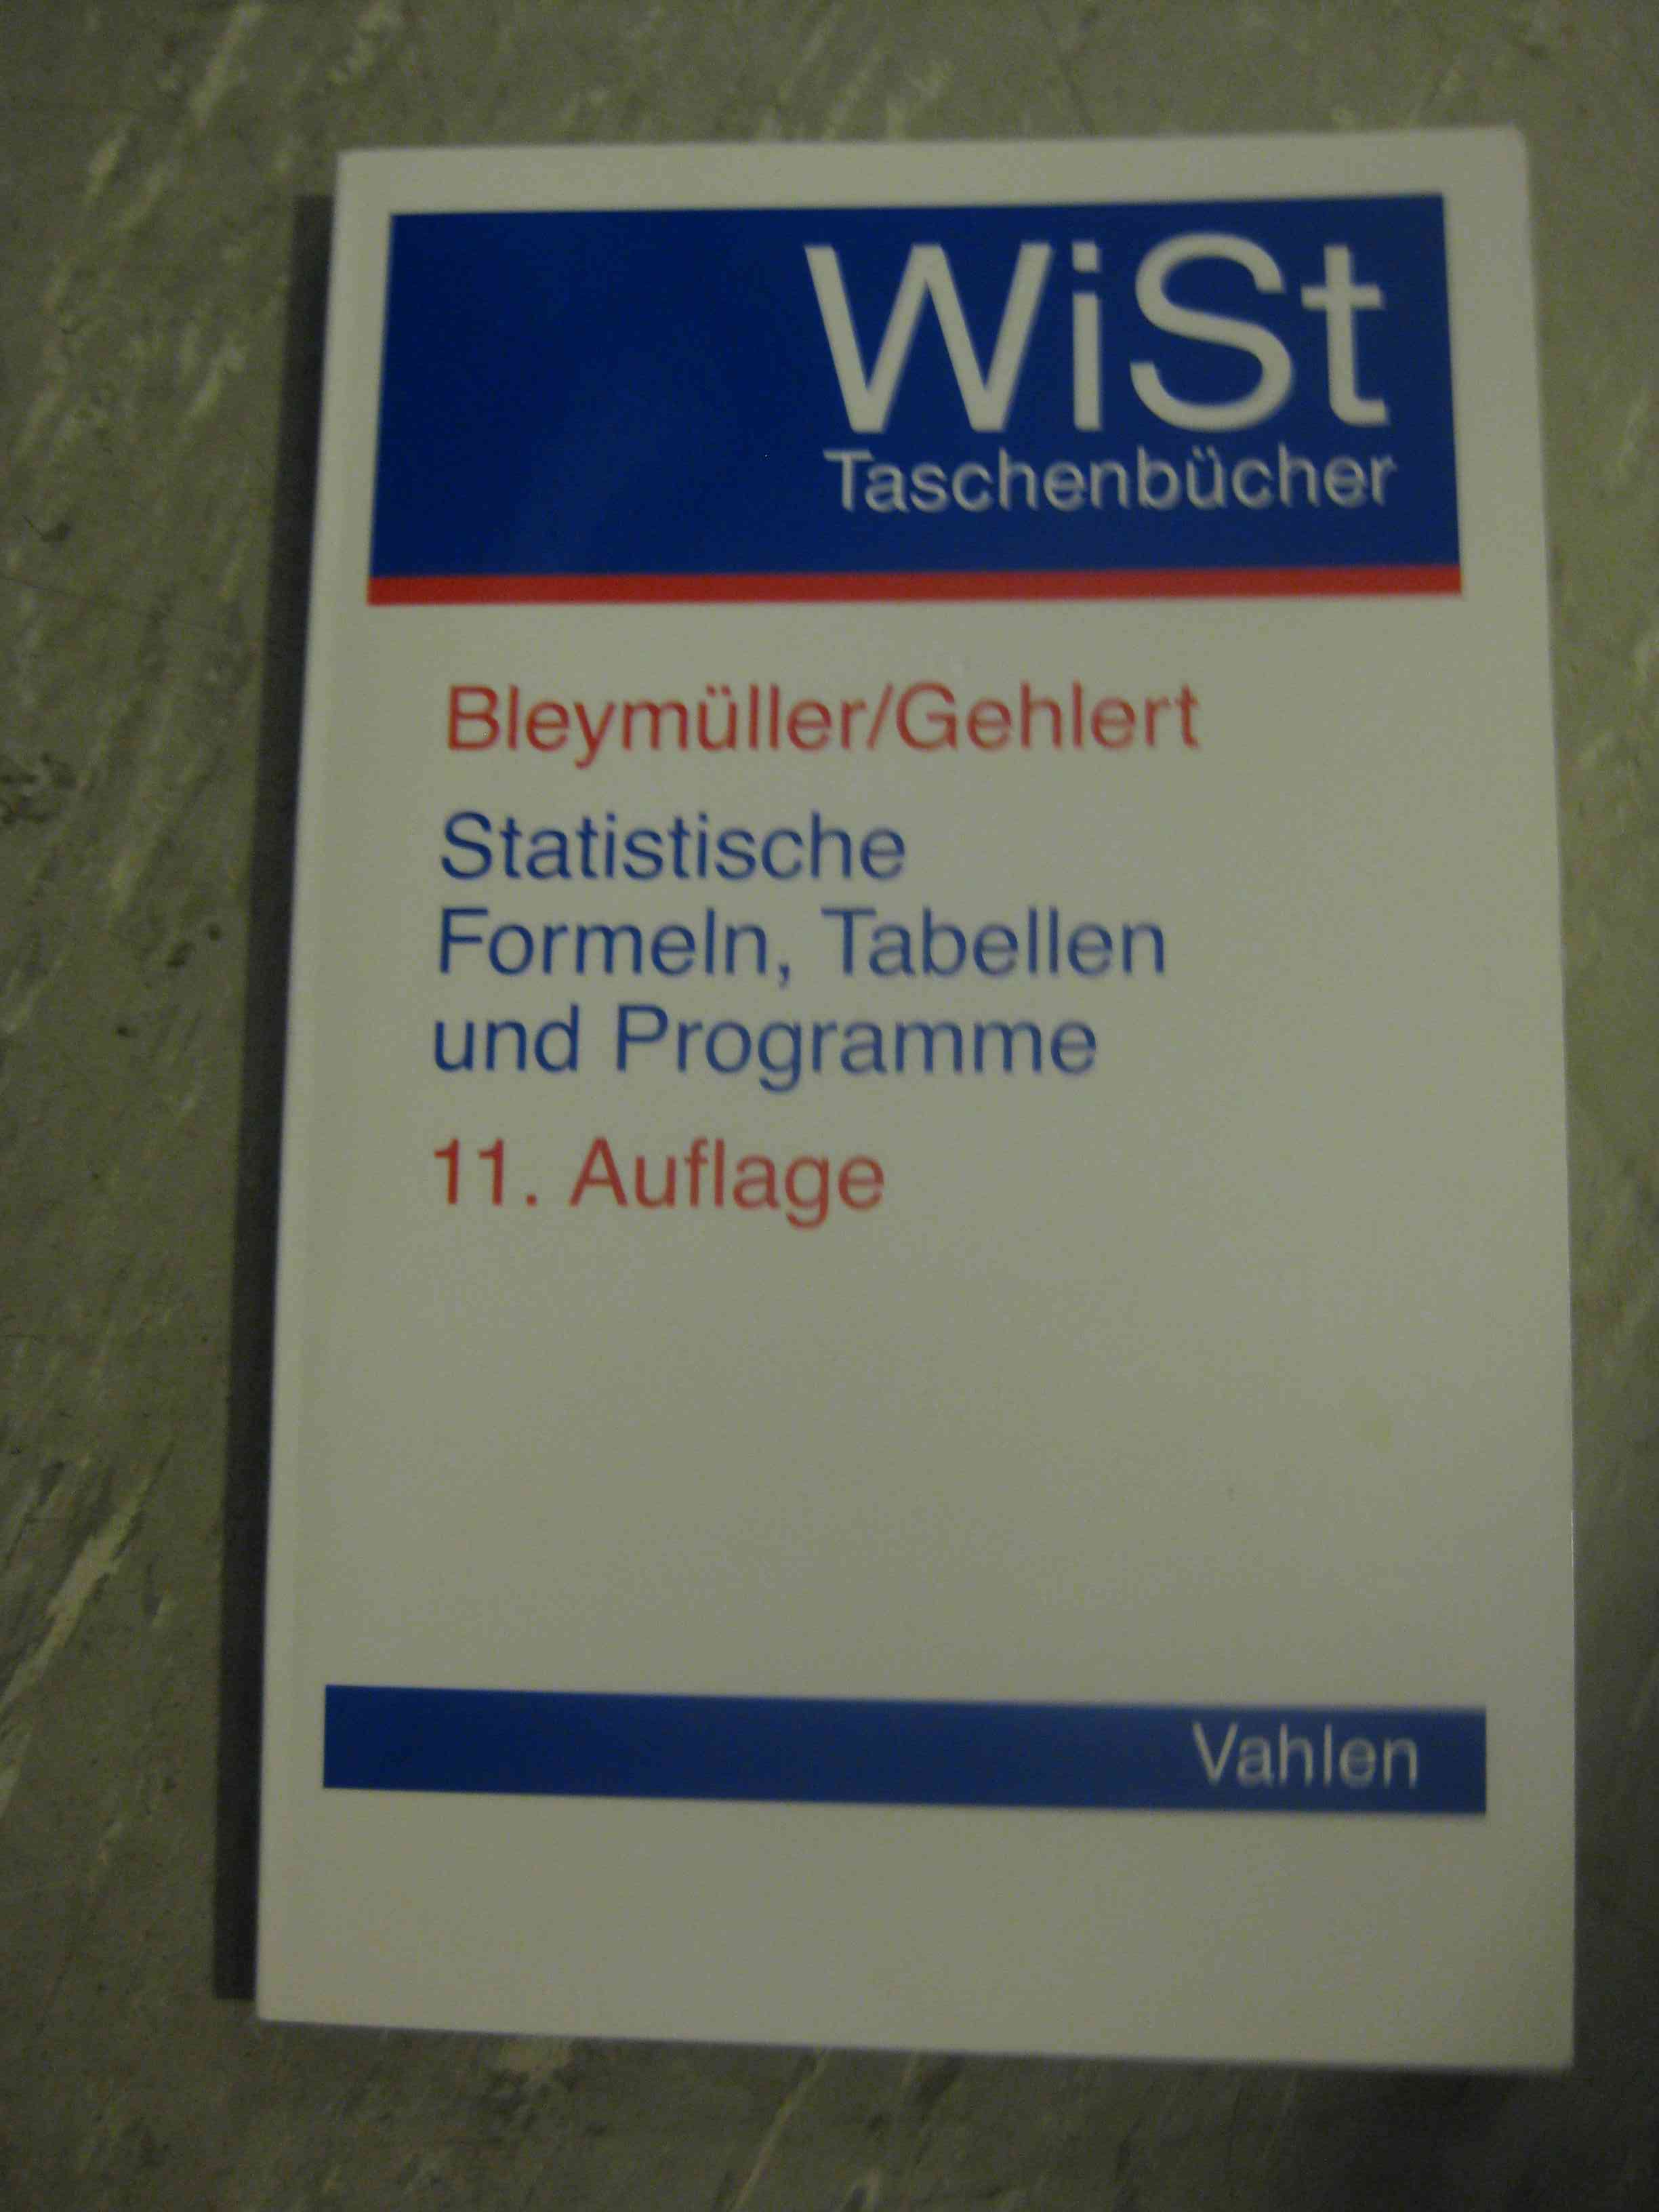 WiSt
Taschenbücher
Bleymüller/Gehlert
Statistische
Formeln, Tabellen
und Programme
11. Auflage
Vahlen